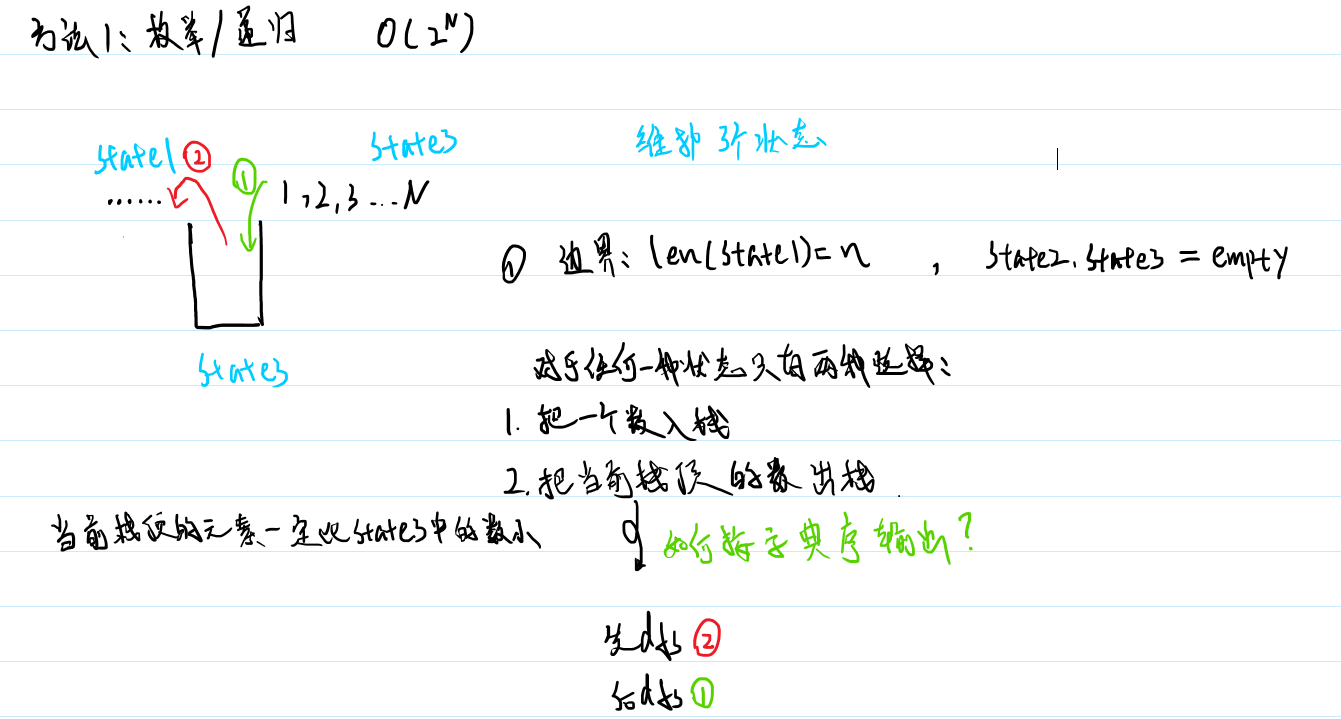 方法1: 枚举/递归 O(2^N)
state1 ② ① state3 维护3个状态
...... 1,2,3...N
① 边界: len(state1)=n , state2.state3 = empty
state3
对于任何一种状态只有两种选择:
1. 把一个数入栈
2. 把当前栈顶的数出栈.
当前栈顶的元素一定比state3中的数小
如何按字典序输出?
先dfs ②
后dfs ①